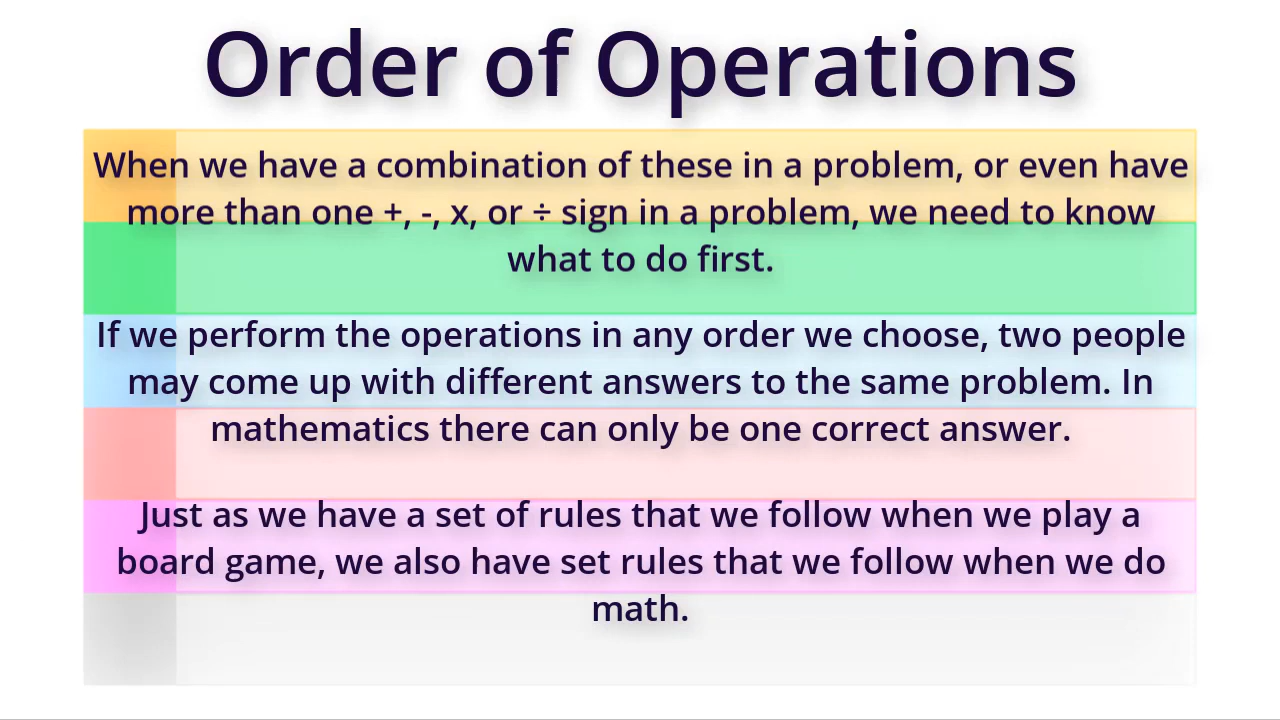 Order of Operations
When we have a combination of these in a problem, or even have
more than one +, -, x, or ÷ sign in a problem, we need to know
what to do first.
If we perform the operations in any order we choose, two people
may come up with different answers to the same problem. In
mathematics there can only be one correct answer.
Just as we have a set of rules that we follow when we play a
board game, we also have set rules that we follow when we do
math.